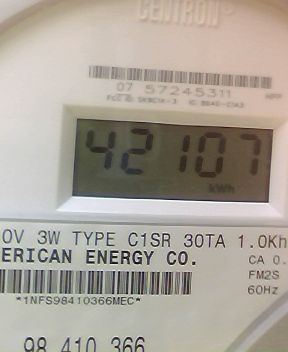 CENTRON
07 57245311
42107
kWh
0V 3W TYPE C1SR 30TA 1.0Kh
ERICAN ENERGY CO.
CA 0.
FM2S
60Hz
*1NFS98410366MEC*
98 410 366